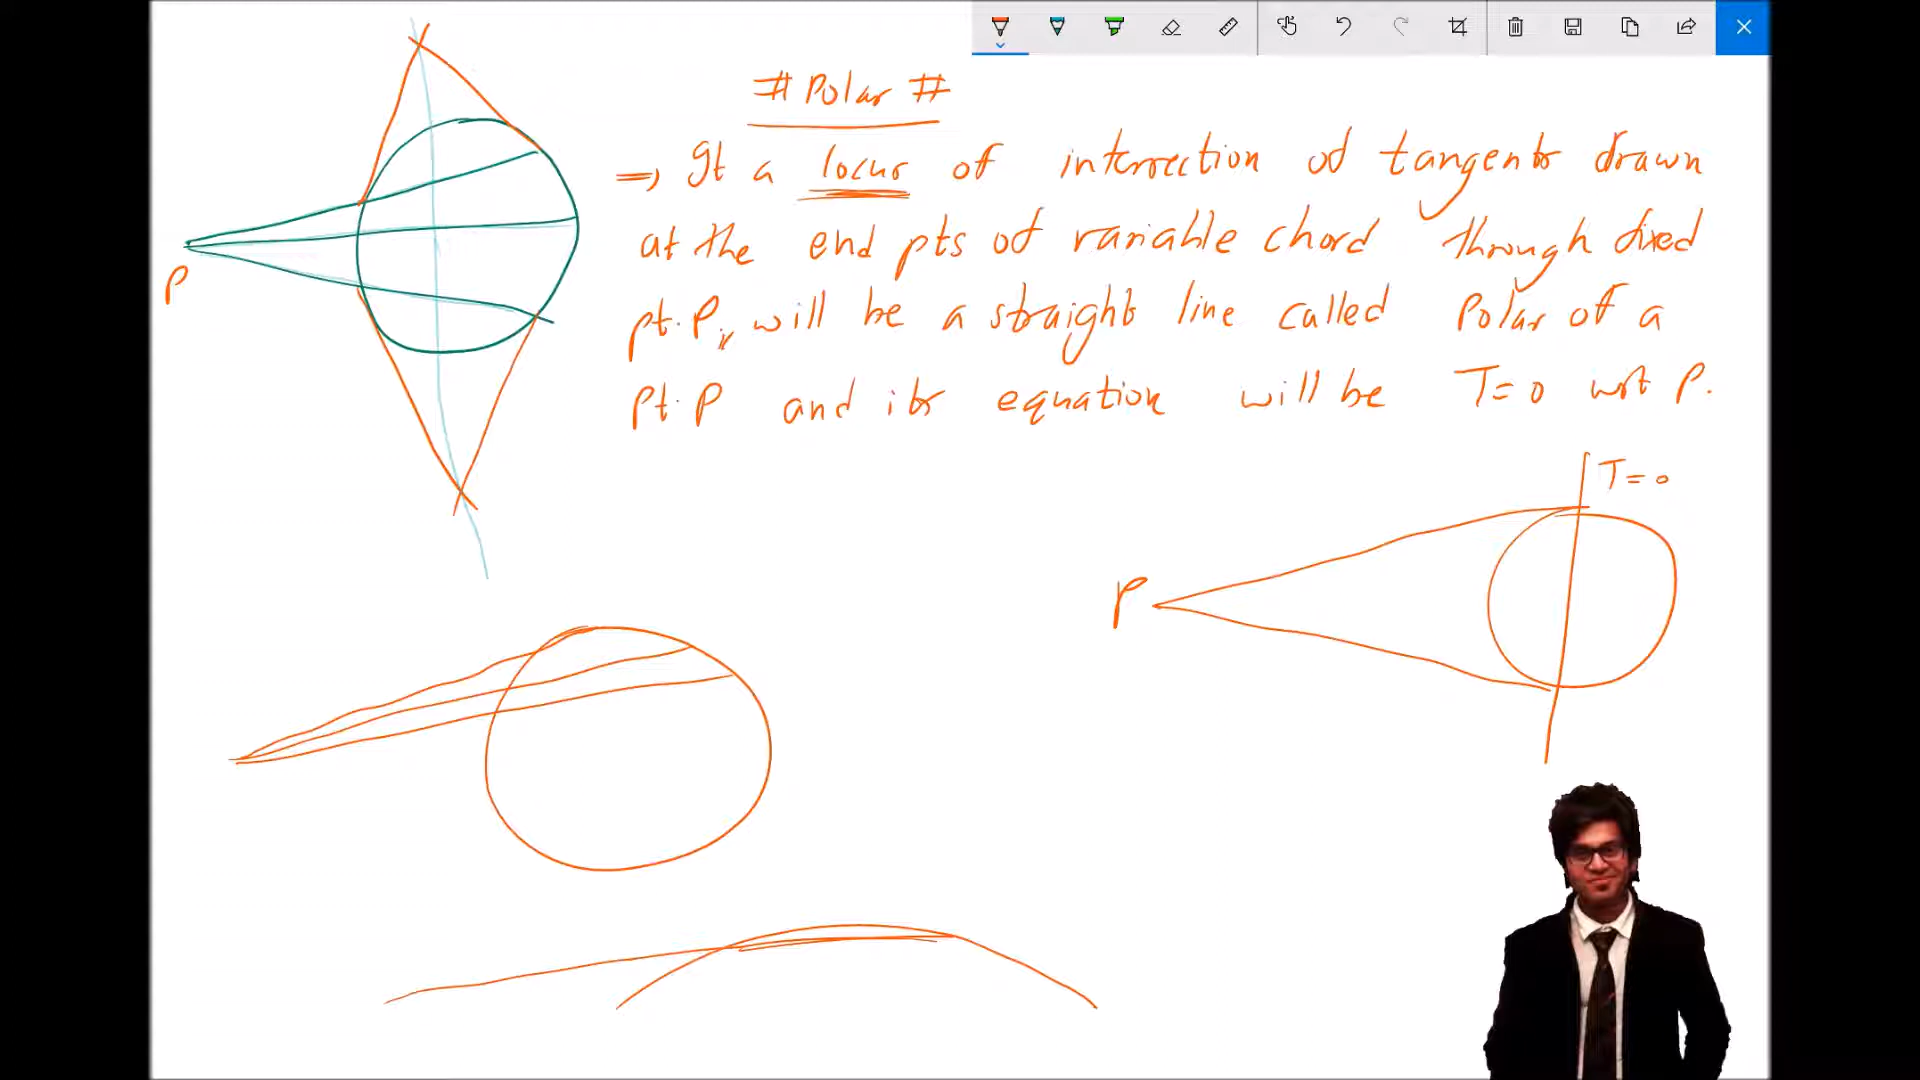 # Polar #
⇒ It a locus of intersection of tangents drawn
at the end pts of variable chord through fixed
pt. P, will be a straight line called Polar of a
pt. P and its equation will be T=0 wrt P.
P
T=0
P